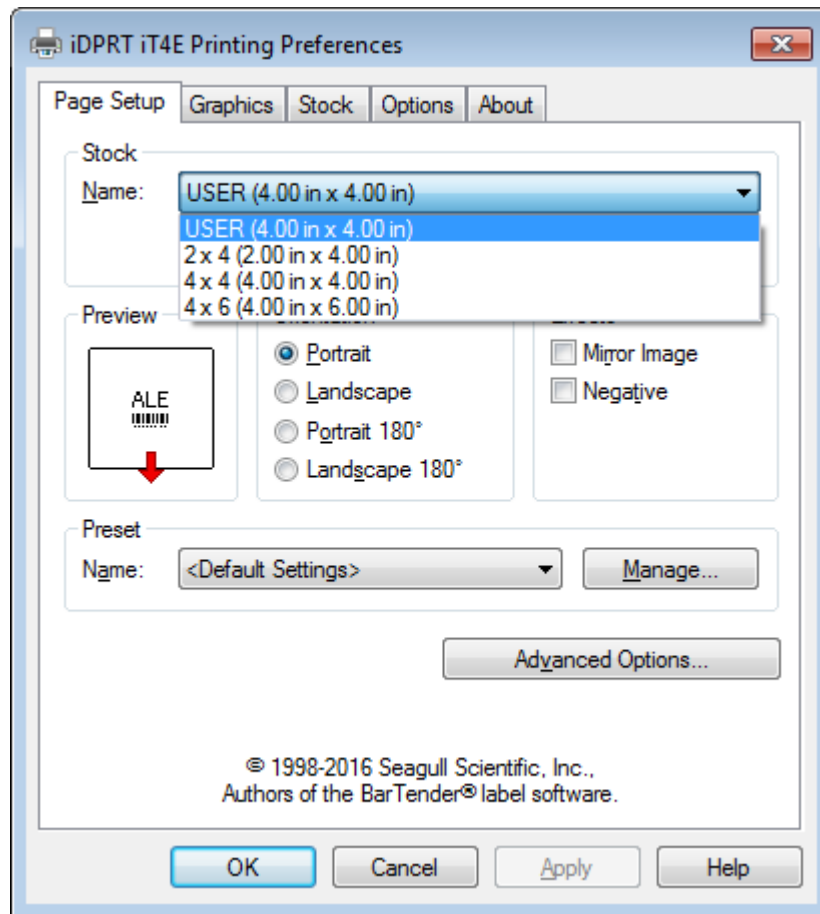 iDPRT iT4E Printing Preferences
Page Setup Graphics Stock Options About
Stock
Name: USER (4.00 in x 4.00 in)
USER (4.00 in x 4.00 in)
2 x 4 (2.00 in x 4.00 in)
4 x 4 (4.00 in x 4.00 in)
4 x 6 (4.00 in x 6.00 in)
Preview
ALE
Portrait
Landscape
Portrait 180°
Landscape 180°
Mirror Image
Negative
Preset
Name: <Default Settings> Manage...
Advanced Options...
© 1998-2016 Seagull Scientific, Inc.,
Authors of the BarTender® label software.
OK Cancel Apply Help